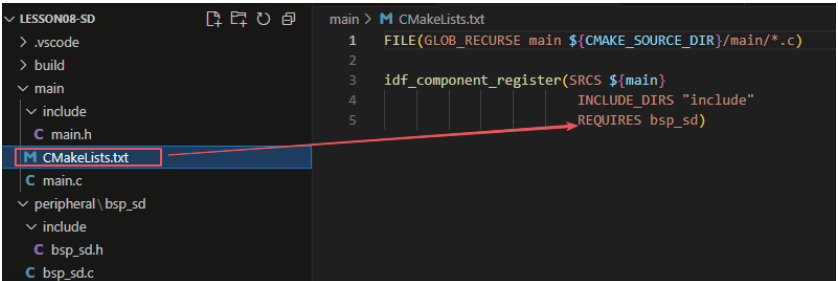 LESSON08-SD
.vscode
build
main
include
C main.h
M CMakeLists.txt
C main.c
peripheral\bsp_sd
include
C bsp_sd.h
C bsp_sd.c
main > M CMakeLists.txt
1 FILE(GLOB_RECURSE main ${CMAKE_SOURCE_DIR}/main/*.c)
2
3 idf_component_register(SRCS ${main}
4 INCLUDE_DIRS "include"
5 REQUIRES bsp_sd)